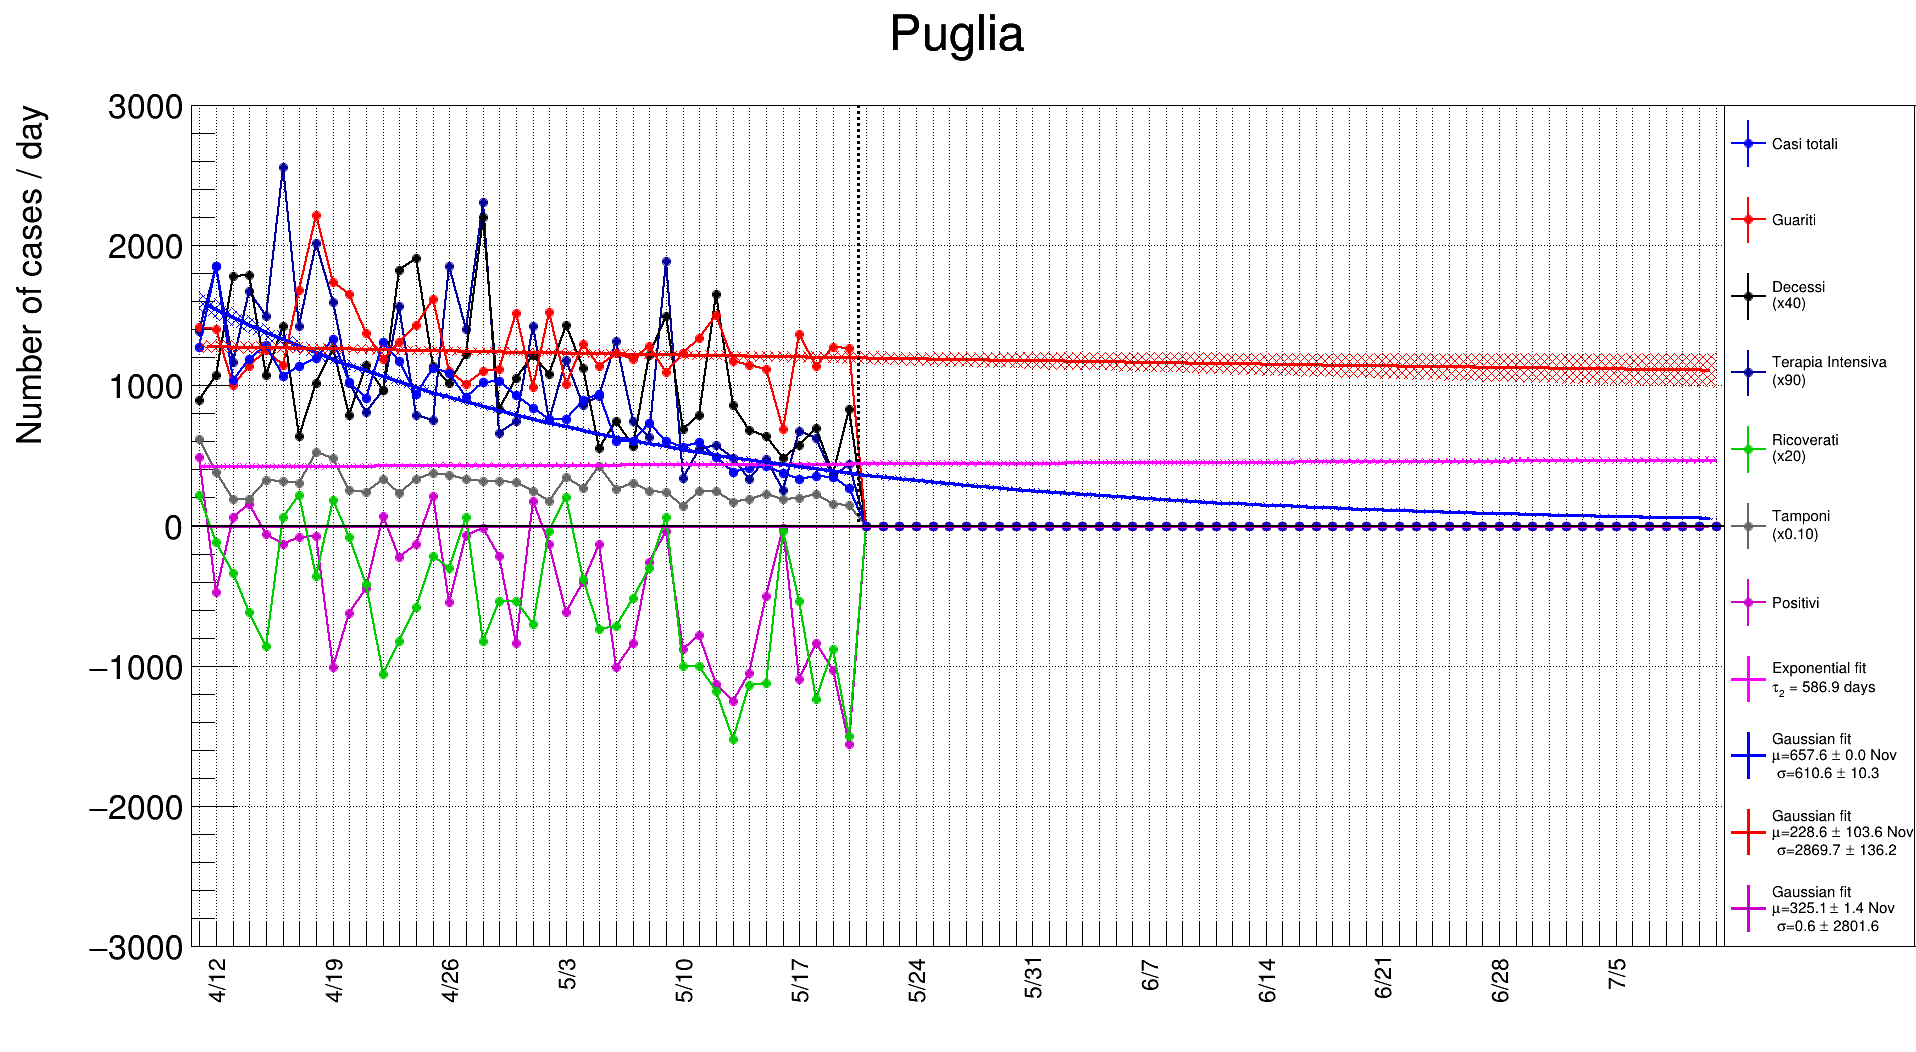 Puglia
Number of cases / day
3000
2000
1000
0
−1000
−2000
−3000
4/12
4/19
4/26
5/3
5/10
5/17
5/24
5/31
6/7
6/14
6/21
6/28
7/5
Casi totali
Guariti
Decessi
(x40)
Terapia Intensiva
(x90)
Ricoverati
(x20)
Tamponi
(x0.10)
Positivi
Exponential fit
τ2 = 586.9 days
Gaussian fit
μ=657.6 ± 0.0 Nov
σ=610.6 ± 10.3
Gaussian fit
μ=228.6 ± 103.6 Nov
σ=2869.7 ± 136.2
Gaussian fit
μ=325.1 ± 1.4 Nov
σ=0.6 ± 2801.6